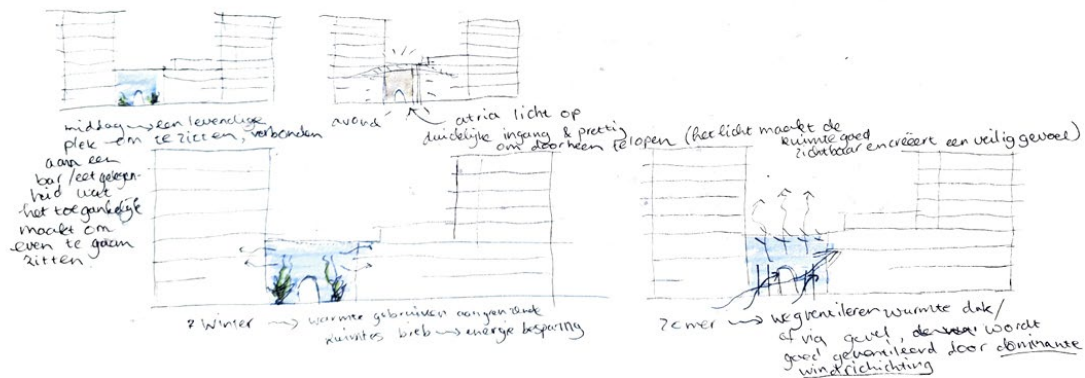 middag → een levendige
plek om te zitten, verbonden
aan een
bar / eetgelegen-
heid wat
het toegankelijk
maakt om
even te gaan
zitten.
avond
atria licht op
duidelijke ingang & prettig
om doorheen te lopen (het licht maakt de
ruimte goed
zichtbaar en creëert een veilig gevoel)
Winter → warmte gebruiken aangrenzende
ruimtes bieb → energie besparing
Zomer → wegventileren warmte dak/
of via gevel, wordt
goed geventileerd door dominante
windrichichting